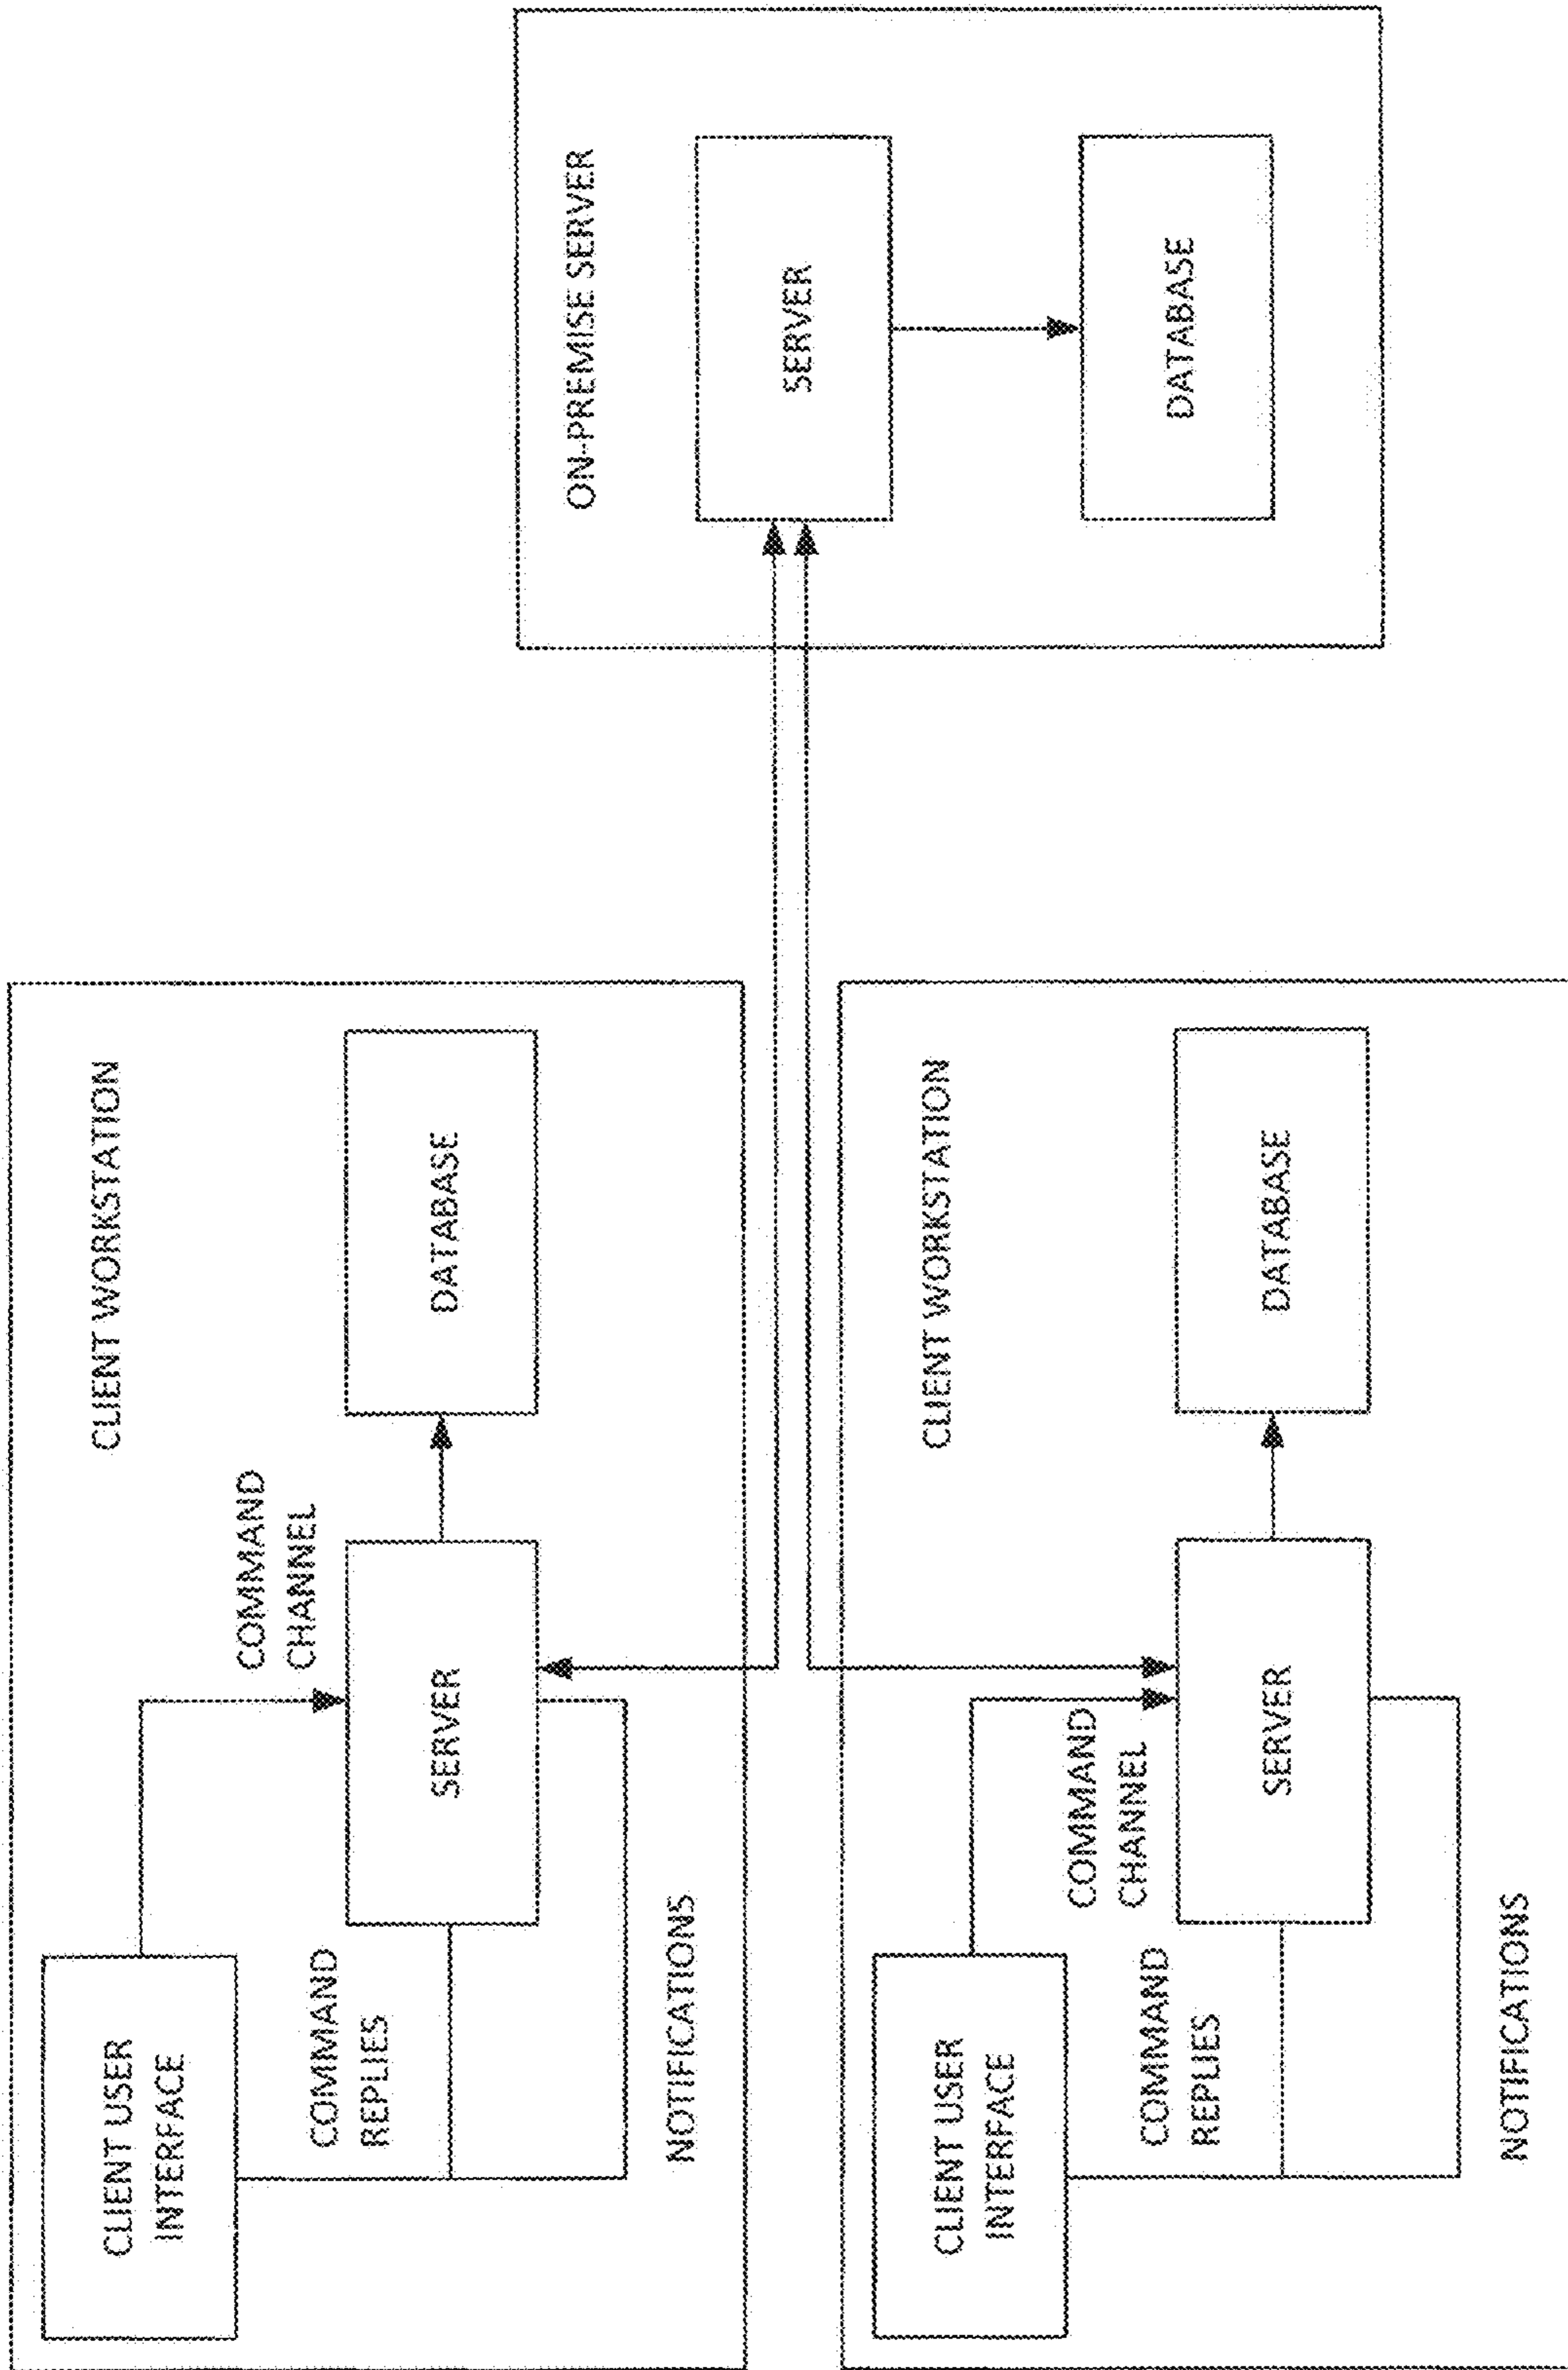 CLIENT WORKSTATION
CLIENT USER
INTERFACE
COMMAND
CHANNEL
COMMAND
REPLIES
SERVER
DATABASE
NOTIFICATIONS
ON-PREMISE SERVER
SERVER
DATABASE
CLIENT WORKSTATION
CLIENT USER
INTERFACE
COMMAND
CHANNEL
COMMAND
REPLIES
SERVER
DATABASE
NOTIFICATIONS